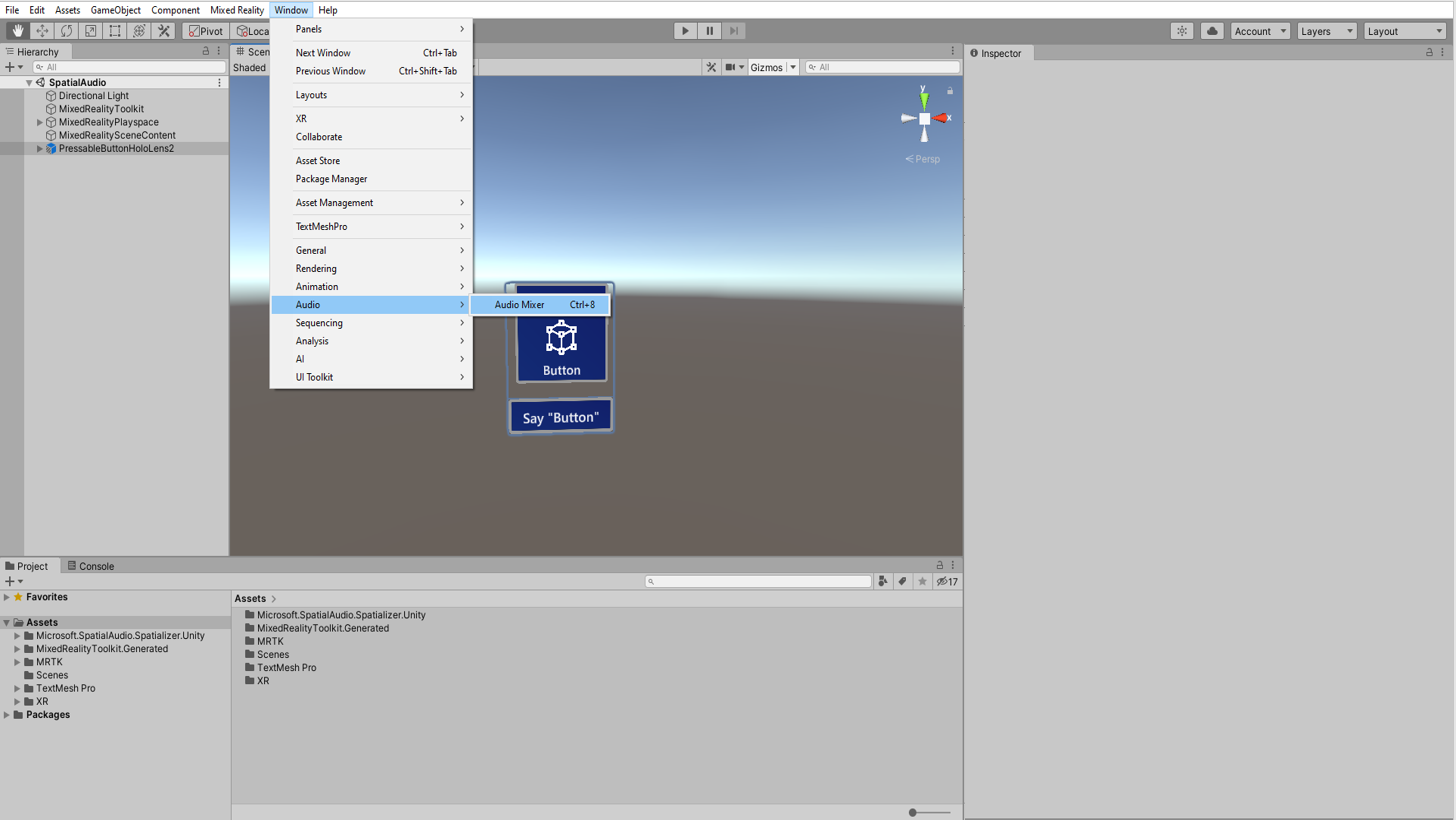 File Edit Assets GameObject Component Mixed Reality Window Help
Pivot Loca Account Layers Layout
Hierarchy
All
SpatialAudio
Directional Light
MixedRealityToolkit
MixedRealityPlayspace
MixedRealitySceneContent
PressableButtonHoloLens2
Panels
Next Window Ctrl+Tab
Previous Window Ctrl+Shift+Tab
Layouts
XR
Collaborate
Asset Store
Package Manager
Asset Management
TextMeshPro
General
Rendering
Animation
Audio
Sequencing
Analysis
AI
UI Toolkit
Audio Mixer Ctrl+8
Scen
Shaded Gizmos All
y
x
Persp
Button
Say "Button"
Inspector
Project Console
17
Favorites
Assets
Microsoft.SpatialAudio.Spatializer.Unity
MixedRealityToolkit.Generated
MRTK
Scenes
TextMesh Pro
XR
Packages
Assets
Microsoft.SpatialAudio.Spatializer.Unity
MixedRealityToolkit.Generated
MRTK
Scenes
TextMesh Pro
XR